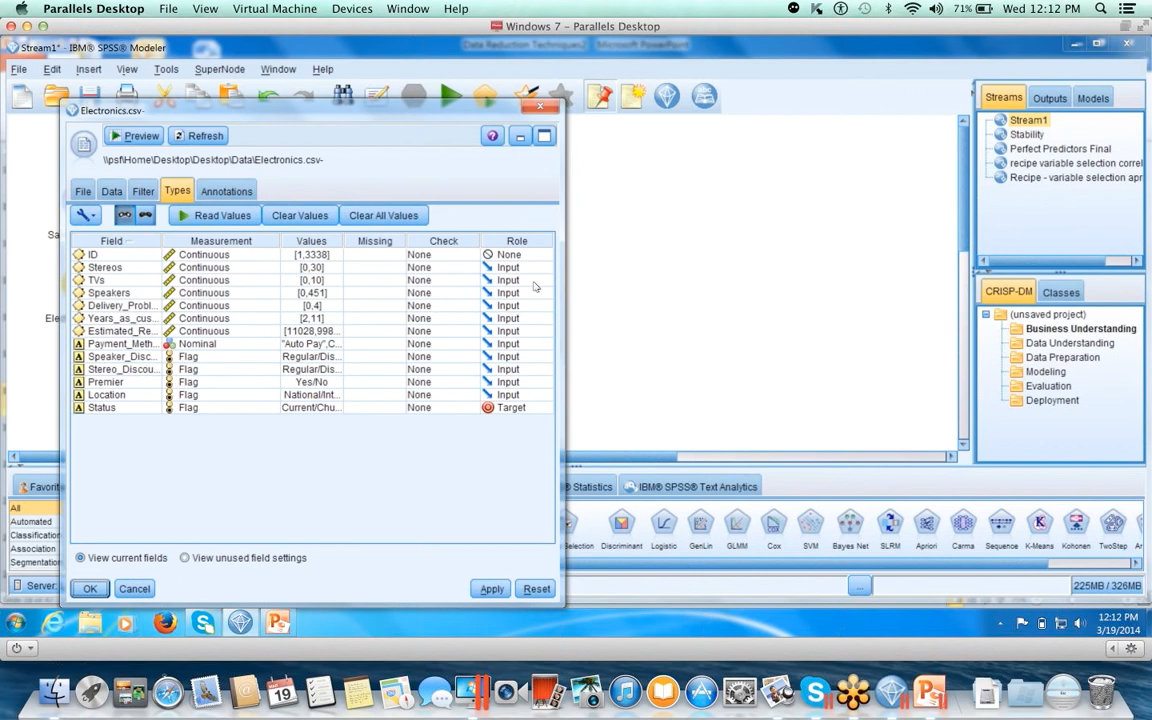 Parallels Desktop File View Virtual Machine Devices Window Help 71% Wed 12:12 PM
Windows 7 - Parallels Desktop
Stream1* - IBM® SPSS® Modeler
File Edit Insert View Tools SuperNode Window Help
Electronics.csv-
Preview Refresh
\\psf\Home\Desktop\Desktop\Data\Electronics.csv-
File Data Filter Types Annotations
Read Values Clear Values Clear All Values
Field Measurement Values Missing Check Role
ID Continuous [1,3338] None None
Stereos Continuous [0,30] None Input
TVs Continuous [0,10] None Input
Speakers Continuous [0,451] None Input
Delivery_Probl... Continuous [0,4] None Input
Years_as_cus... Continuous [2,11] None Input
Estimated_Re... Continuous [11028,998... None Input
Payment_Meth... Nominal "Auto Pay",C... None Input
Speaker_Disc... Flag Regular/Dis... None Input
Stereo_Discou... Flag Regular/Dis... None Input
Premier Flag Yes/No None Input
Location Flag National/Int... None Input
Status Flag Current/Chu... None Target
View current fields View unused field settings
OK Cancel Apply Reset
Streams Outputs Models
Stream1
Stability
Perfect Predictors Final
recipe variable selection correl
Recipe - variable selection apr
CRISP-DM Classes
(unsaved project)
Business Understanding
Data Understanding
Data Preparation
Modeling
Evaluation
Deployment
Sa
Ele
Favorit
® Statistics IBM® SPSS® Text Analytics
All
Automated
Classification
Association
Segmentation
Selection Discriminant Logistic GenLin GLMM Cox SVM Bayes Net SLRM Apriori Carma Sequence K-Means Kohonen TwoStep An
Server: ... 225MB / 326MB
12:12 PM
3/19/2014
19